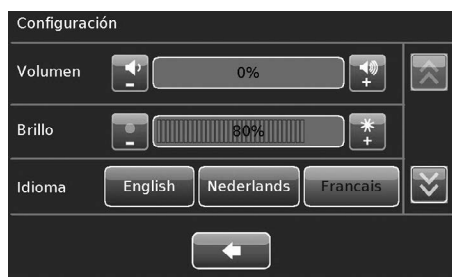 Configuración
Volumen - 0% +
Brillo - 80% +
Idioma English Nederlands Francais